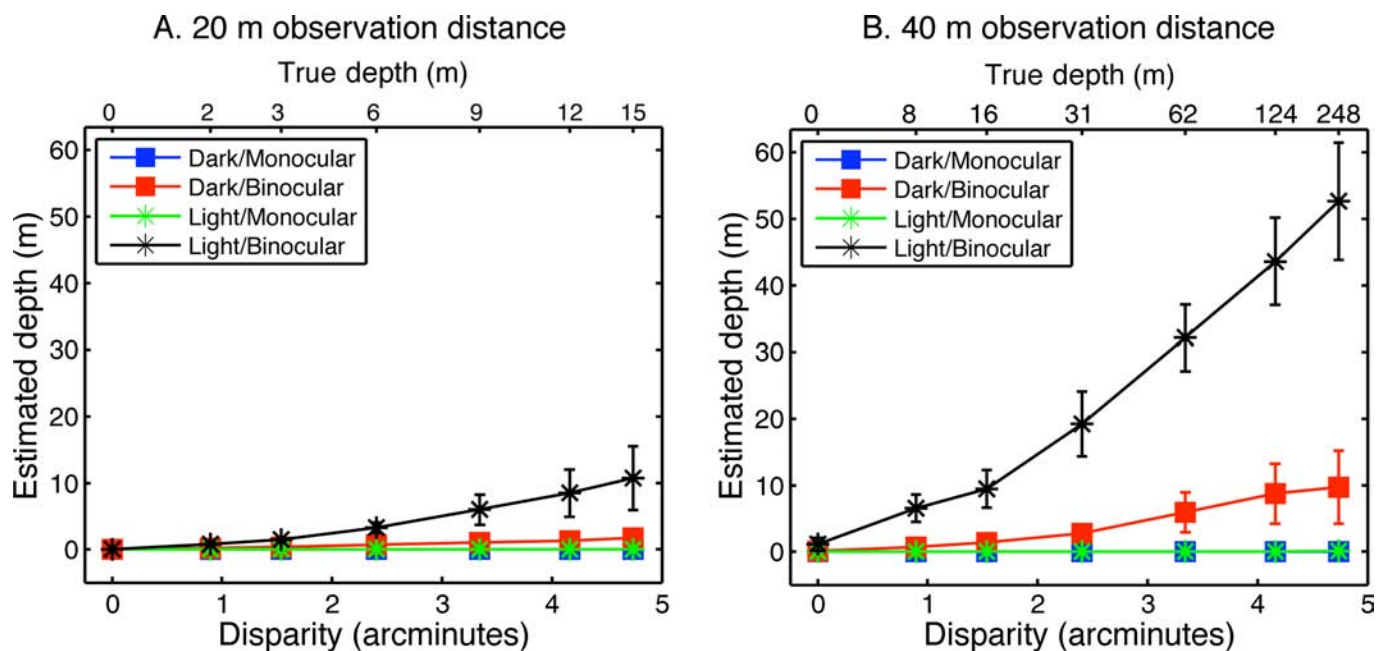 A. 20 m observation distance
True depth (m)
0 2 3 6 9 12 15
Dark/Monocular
Dark/Binocular
Light/Monocular
Light/Binocular
60
50
40
30
20
10
0
Estimated depth (m)
0 1 2 3 4 5
Disparity (arcminutes)
B. 40 m observation distance
True depth (m)
0 8 16 31 62 124 248
Dark/Monocular
Dark/Binocular
Light/Monocular
Light/Binocular
60
50
40
30
20
10
0
Estimated depth (m)
0 1 2 3 4 5
Disparity (arcminutes)